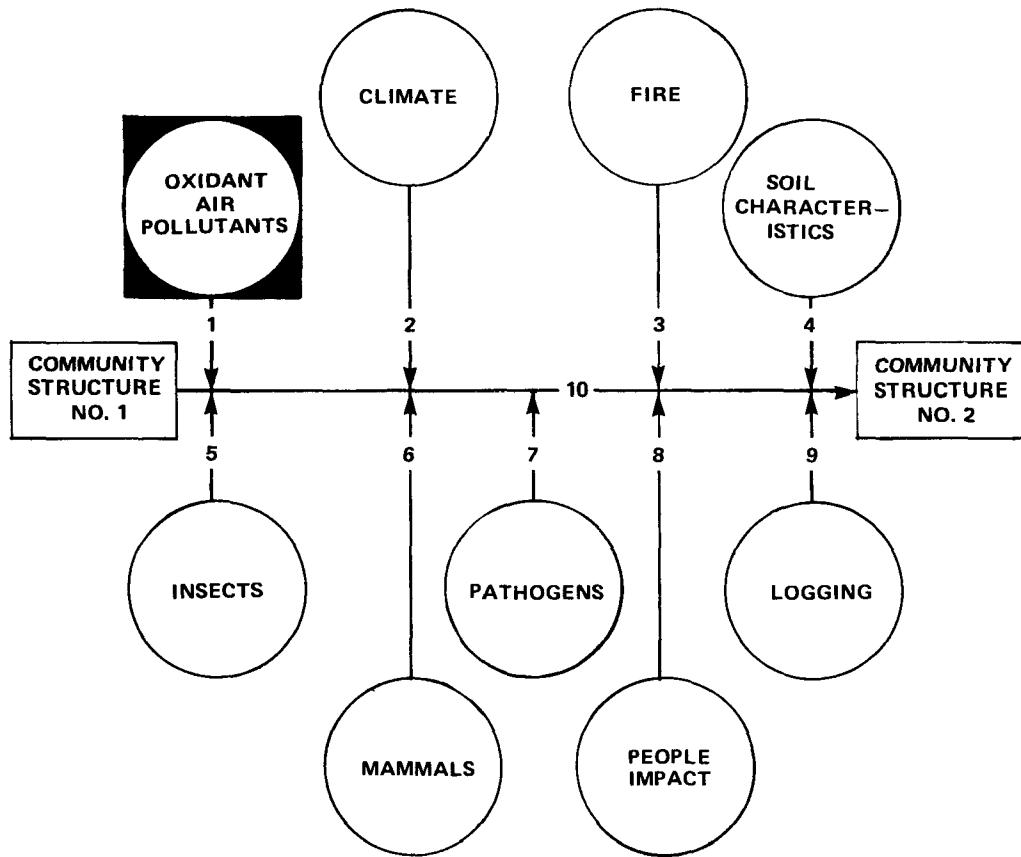 CLIMATE
FIRE
OXIDANT
AIR
POLLUTANTS
SOIL
CHARACTER—
ISTICS
1
2
3
4
COMMUNITY
STRUCTURE
NO. 1
10
COMMUNITY
STRUCTURE
NO. 2
5
6
7
8
9
INSECTS
PATHOGENS
LOGGING
MAMMALS
PEOPLE
IMPACT